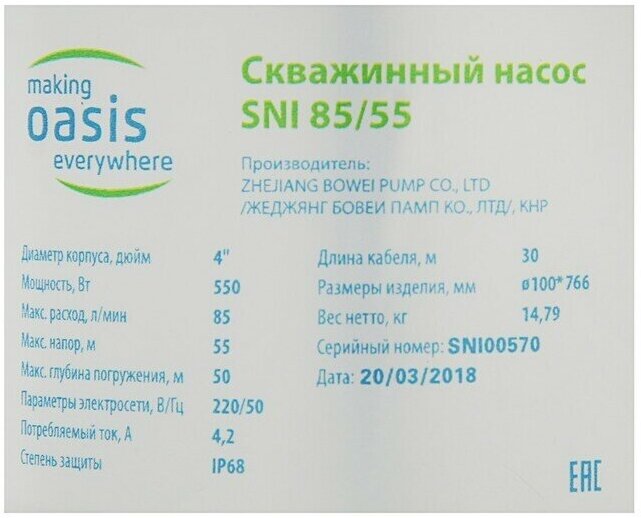 making
oasis
everywhere
Скважинный насос
SNI 85/55
Производитель:
ZHEJIANG BOWEI PUMP CO., LTD
/ЖЕДЖЯНГ БОВЕИ ПАМП КО., ЛТД/, КНР
Диаметр корпуса, дюйм 4"
Мощность, Вт 550
Макс. расход, л/мин 85
Макс. напор, м 55
Макс. глубина погружения, м 50
Параметры электросети, В/Гц 220/50
Потребляемый ток, А 4,2
Степень защиты IP68
Длина кабеля, м 30
Размеры изделия, мм ø100*766
Вес нетто, кг 14,79
Серийный номер: SNI00570
Дата: 20/03/2018
EAC